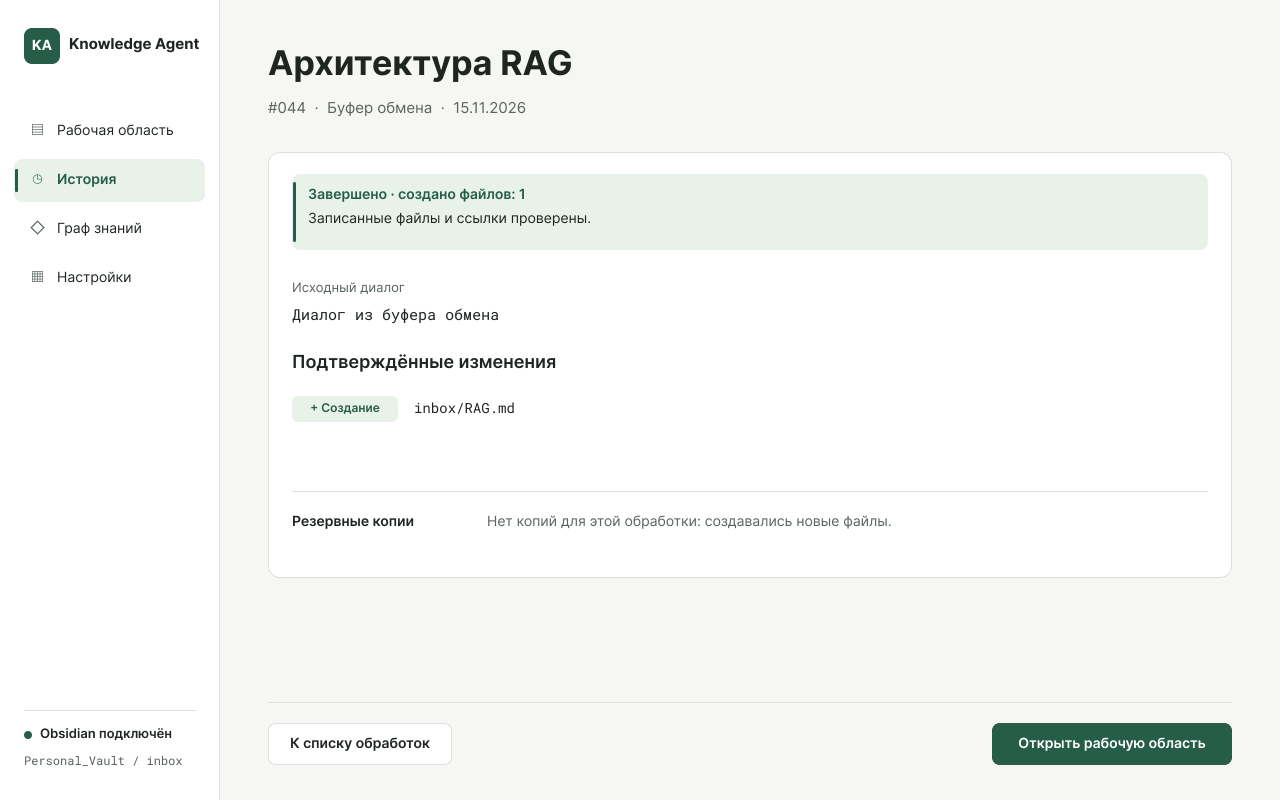 KA Knowledge Agent
Рабочая область
История
Граф знаний
Настройки
Obsidian подключён
Personal_Vault / inbox
Архитектура RAG
#044 · Буфер обмена · 15.11.2026
Завершено · создано файлов: 1
Записанные файлы и ссылки проверены.
Исходный диалог
Диалог из буфера обмена
Подтверждённые изменения
+ Создание inbox/RAG.md
Резервные копии Нет копий для этой обработки: создавались новые файлы.
К списку обработок Открыть рабочую область